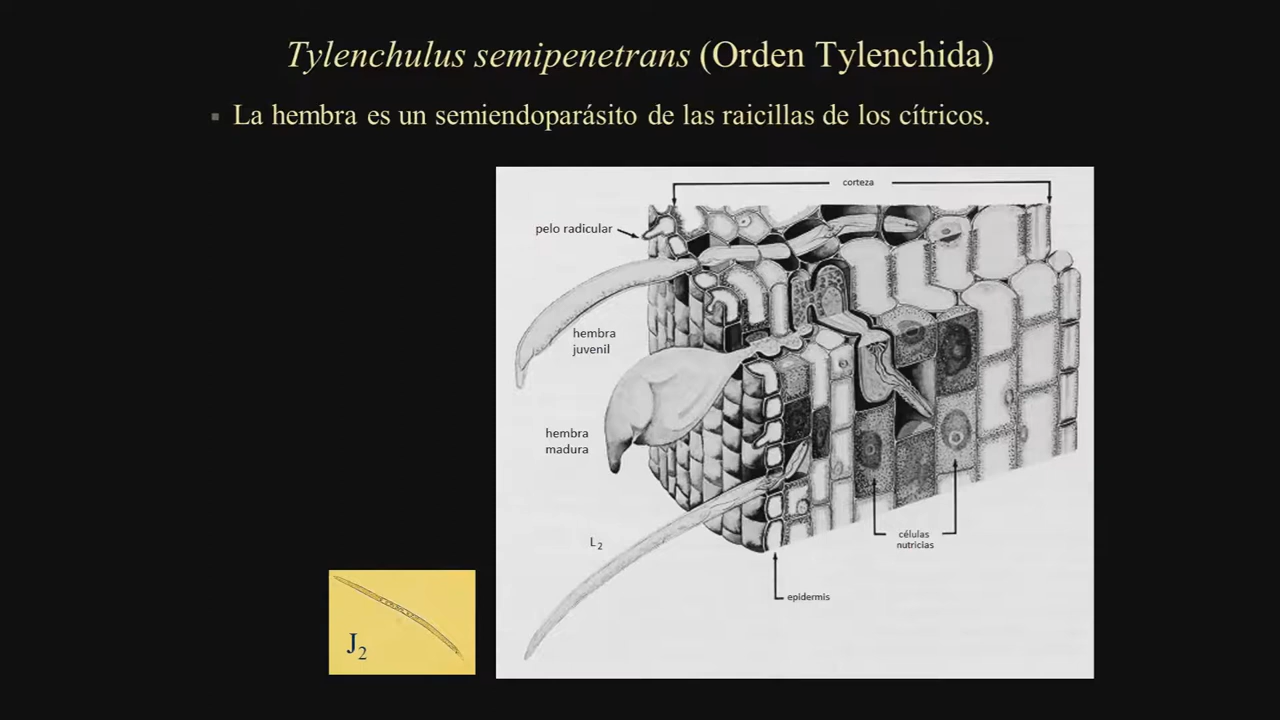 Tylenchulus semipenetrans (Orden Tylenchida)
▪ La hembra es un semiendoparásito de las raicillas de los cítricos.
corteza
pelo radicular
hembra
juvenil
hembra
madura
L₂
células
nutricias
epidermis
J₂